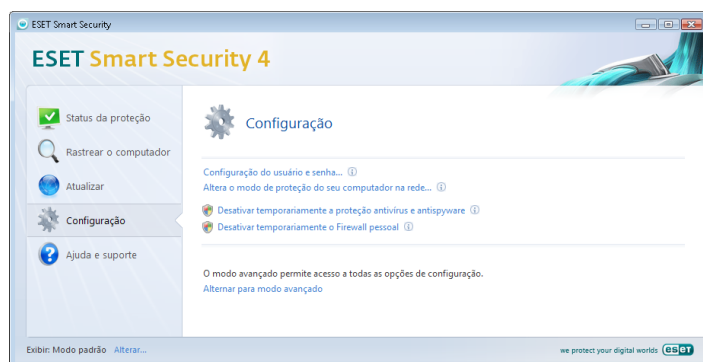 ESET Smart Security
ESET Smart Security 4
Status da proteção
Rastrear o computador
Atualizar
Configuração
Ajuda e suporte
Configuração
Configuração do usuário e senha...
Altera o modo de proteção do seu computador na rede...
Desativar temporariamente a proteção antivírus e antispyware
Desativar temporariamente o Firewall pessoal
O modo avançado permite acesso a todas as opções de configuração.
Alternar para modo avançado
Exibir: Modo padrão Alterar...
we protect your digital worlds eset